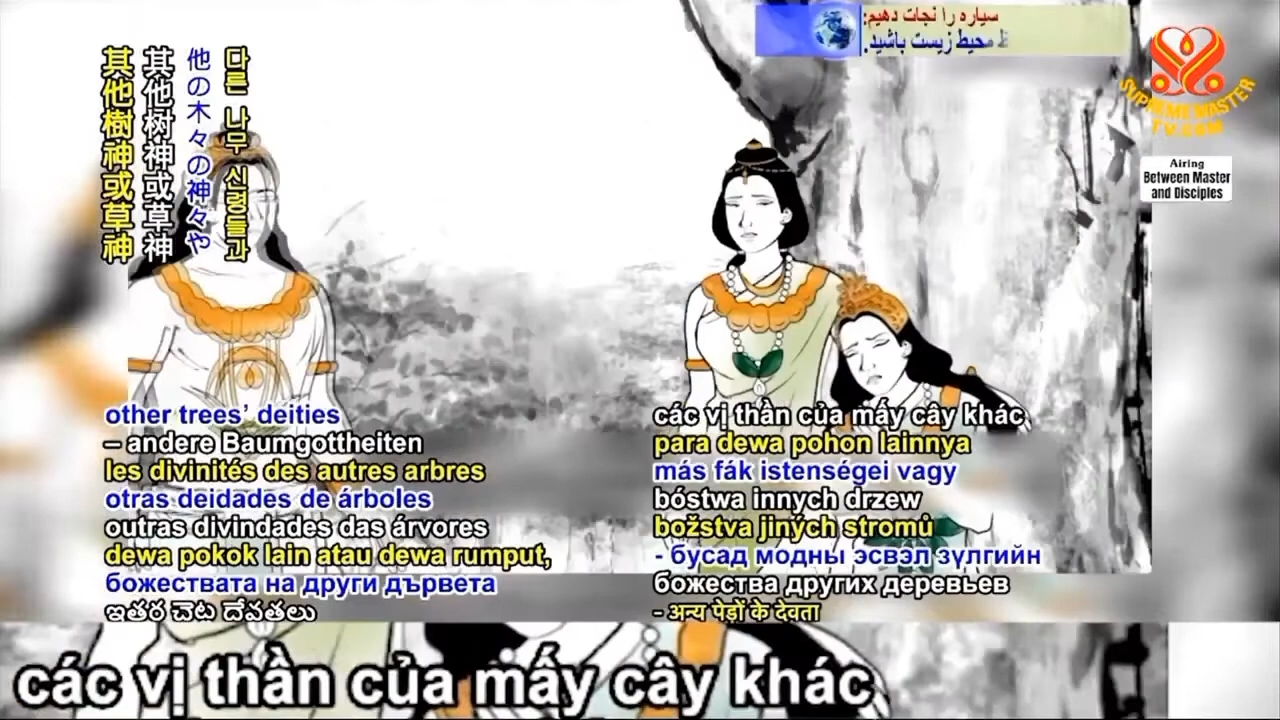 سیاره را نجات دهیم:
محیط زیست باشید.
SUPREME MASTER
TV.COM
Airing
Between Master
and Disciples
다른 나무 신령들과
他の木々の神々や
其他树神或草神
其他樹神或草神
other trees’ deities
– andere Baumgottheiten
les divinités des autres arbres
otras deidades de árboles
outras divindades das árvores
dewa pokok lain atau dewa rumput,
божествата на други дървета
ఇతర చెట్ల దేవతలు
các vị thần của mấy cây khác
para dewa pohon lainnya
más fák istenségei vagy
bóstwa innych drzew
božstva jiných stromů
- бусад модны эсвэл зүлгийн
божества других деревьев
- अन्य पेड़ों के देवता
các vị thần của mấy cây khác